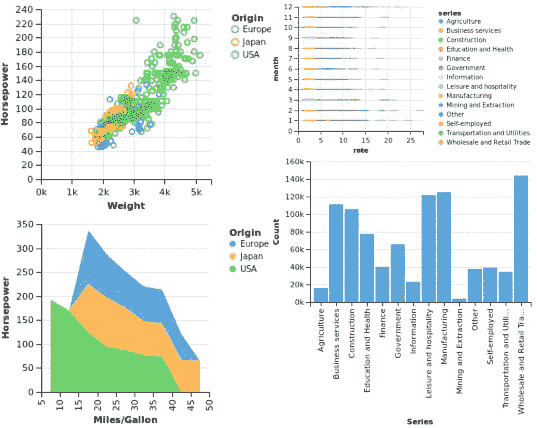 240
220
200
180
160
140
120
100
80
60
40
20
0
0k 1k 2k 3k 4k 5k
Horsepower
Weight
Origin
Europe
Japan
USA
12
11
10
9
8
7
6
5
4
3
2
1
0
0 5 10 15 20 25
month
rate
series
Agriculture
Business services
Construction
Education and Health
Finance
Government
Information
Leisure and hospitality
Manufacturing
Mining and Extraction
Other
Self-employed
Transportation and Utilities
Wholesale and Retail Trade
350
300
250
200
150
100
50
0
5 10 15 20 25 30 35 40 45 50
Horsepower
Miles/Gallon
Origin
Europe
Japan
USA
160k
140k
120k
100k
80k
60k
40k
20k
0k
Count
Agriculture
Business services
Construction
Education and Health
Finance
Government
Information
Leisure and hospitality
Manufacturing
Mining and Extraction
Other
Self-employed
Transportation and Utili...
Wholesale and Retail Tra...
Series